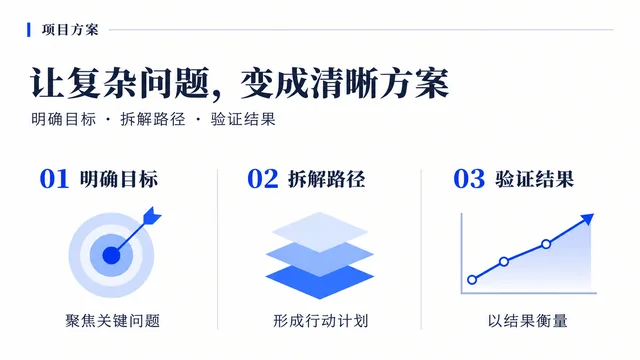 项目方案
让复杂问题，变成清晰方案
明确目标 · 拆解路径 · 验证结果
01 明确目标
聚焦关键问题
02 拆解路径
形成行动计划
03 验证结果
以结果衡量